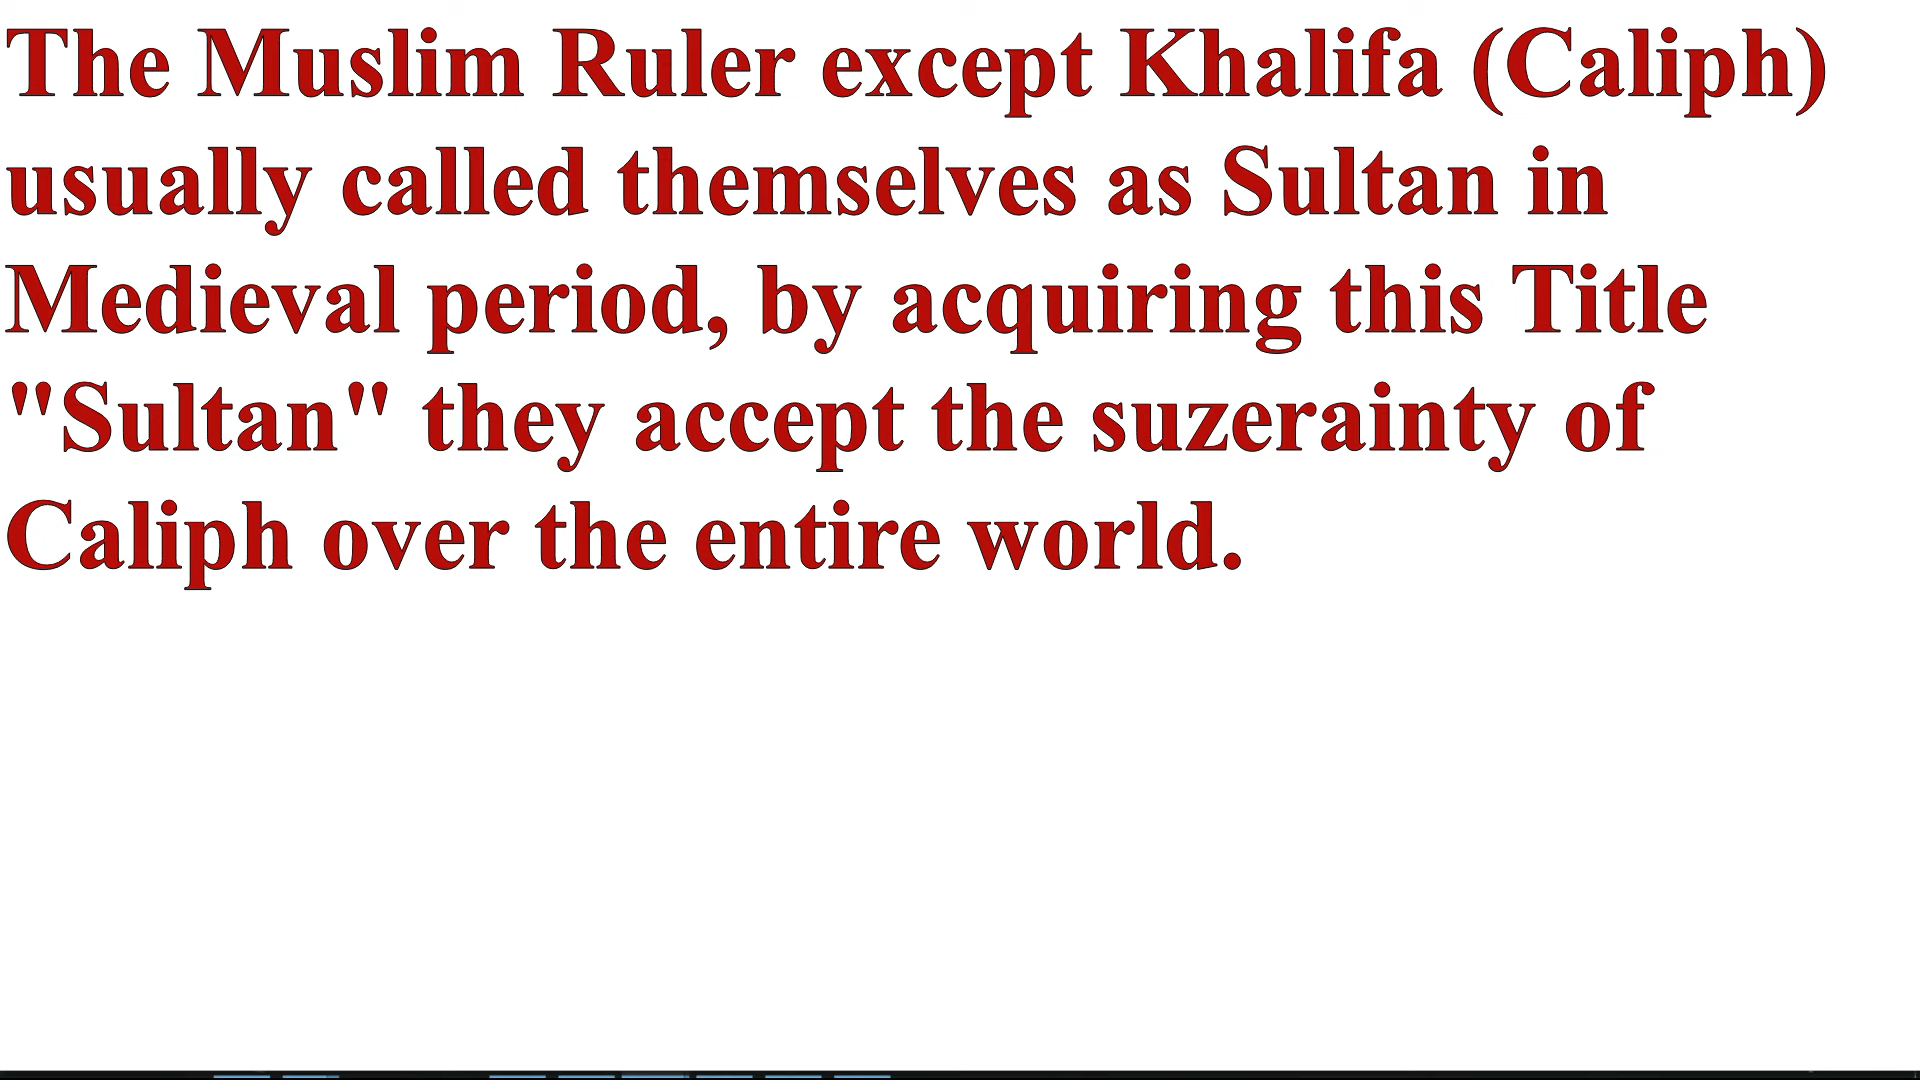 The Muslim Ruler except Khalifa (Caliph)
usually called themselves as Sultan in
Medieval period, by acquiring this Title
"Sultan" they accept the suzerainty of
Caliph over the entire world.